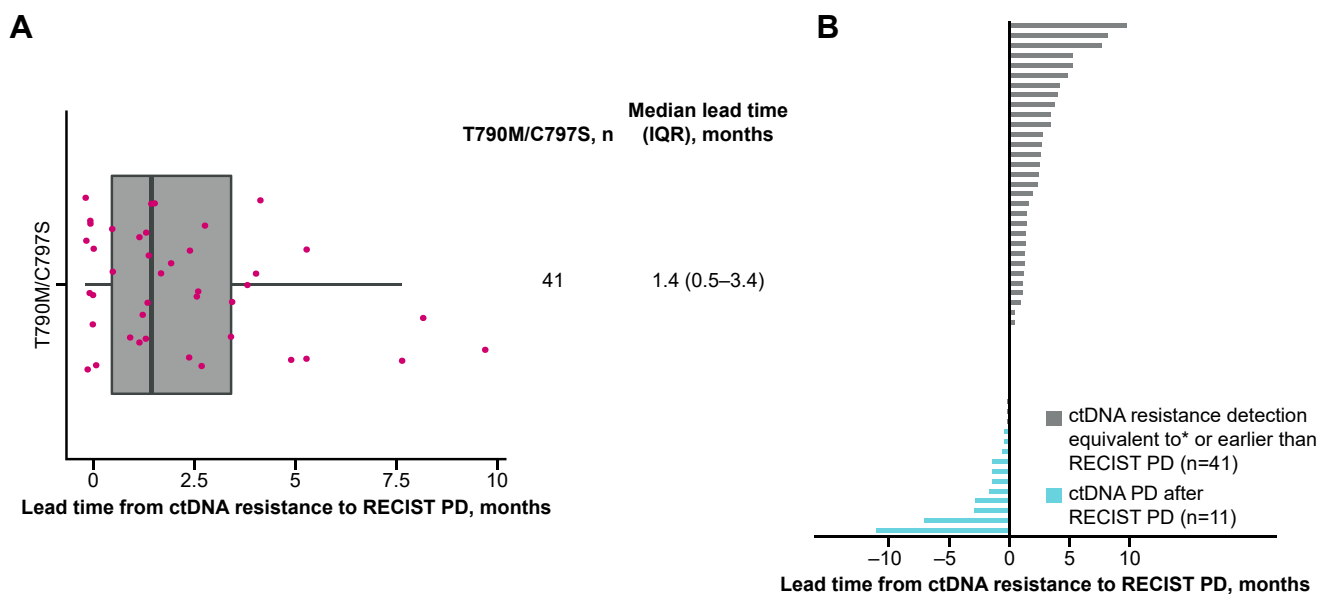 A
T790M/C797S, n
Median lead time
(IQR), months
T790M/C797S
41
1.4 (0.5–3.4)
0
2.5
5
7.5
10
Lead time from ctDNA resistance to RECIST PD, months
B
ctDNA resistance detection
equivalent to* or earlier than
RECIST PD (n=41)
ctDNA PD after
RECIST PD (n=11)
–10
–5
0
5
10
Lead time from ctDNA resistance to RECIST PD, months